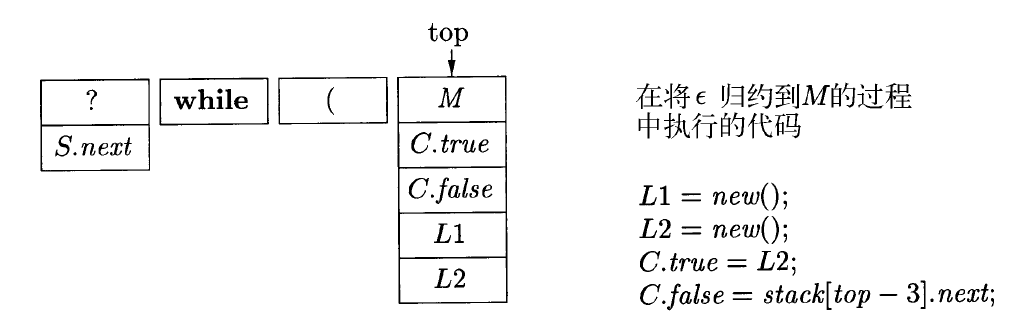 top
? while ( M
S.next C.true
C.false
L1
L2
在将 ϵ 归约到M的过程
中执行的代码
L1 = new();
L2 = new();
C.true = L2;
C.false = stack[top − 3].next;